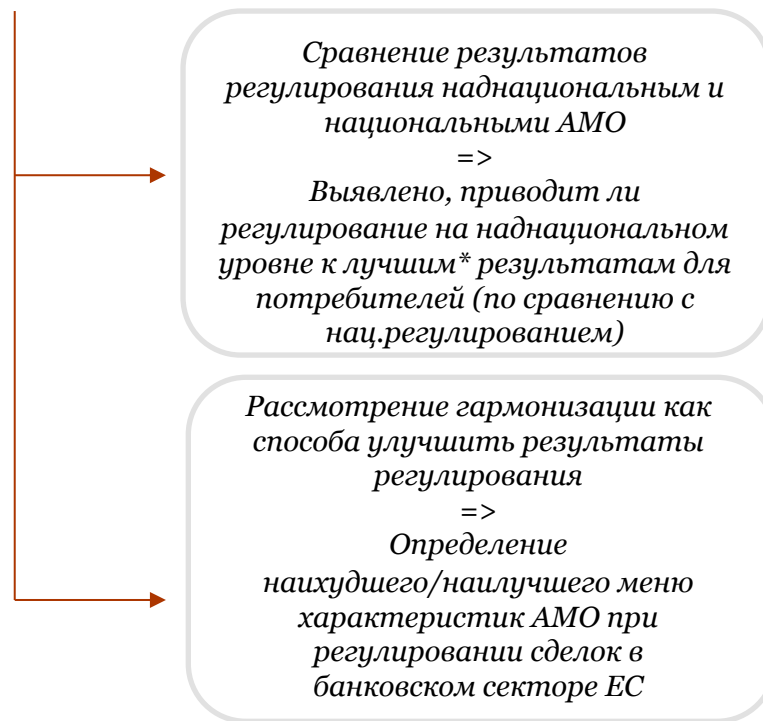 Сравнение результатов
регулирования наднациональным и
национальными АМО
=>
Выявлено, приводит ли
регулирование на наднациональном
уровне к лучшим* результатам для
потребителей (по сравнению с
нац.регулированием)
Рассмотрение гармонизации как
способа улучшить результаты
регулирования
=>
Определение
наихудшего/наилучшего меню
характеристик АМО при
регулировании сделок в
банковском секторе ЕС